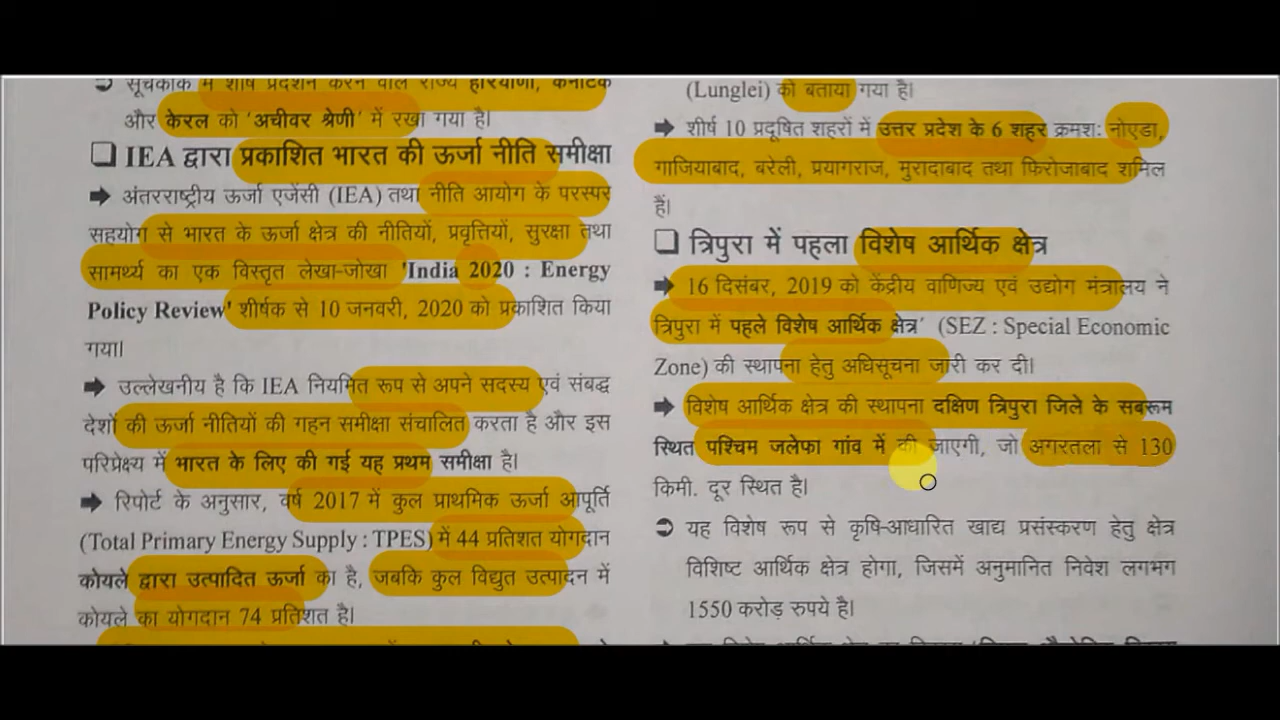 सूचकांक में शीर्ष प्रदर्शन करने वाले राज्य हरियाणा, कर्नाटक
और केरल को 'अचीवर श्रेणी' में रखा गया है।
❑ IEA द्वारा प्रकाशित भारत की ऊर्जा नीति समीक्षा
➡ अंतरराष्ट्रीय ऊर्जा एजेंसी (IEA) तथा नीति आयोग के परस्पर
सहयोग से भारत के ऊर्जा क्षेत्र की नीतियों, प्रवृत्तियों, सुरक्षा तथा
सामर्थ्य का एक विस्तृत लेखा-जोखा 'India 2020 : Energy
Policy Review' शीर्षक से 10 जनवरी, 2020 को प्रकाशित किया
गया।
➡ उल्लेखनीय है कि IEA नियमित रूप से अपने सदस्य एवं संबद्ध
देशों की ऊर्जा नीतियों की गहन समीक्षा संचालित करता है और इस
परिप्रेक्ष्य में भारत के लिए की गई यह प्रथम समीक्षा है।
➡ रिपोर्ट के अनुसार, वर्ष 2017 में कुल प्राथमिक ऊर्जा आपूर्ति
(Total Primary Energy Supply : TPES) में 44 प्रतिशत योगदान
कोयले द्वारा उत्पादित ऊर्जा का है, जबकि कुल विद्युत उत्पादन में
कोयले का योगदान 74 प्रतिशत है।
(Lunglei) को बताया गया है।
➡ शीर्ष 10 प्रदूषित शहरों में उत्तर प्रदेश के 6 शहर क्रमश: नोएडा,
गाजियाबाद, बरेली, प्रयागराज, मुरादाबाद तथा फिरोजाबाद शमिल
हैं।
❑ त्रिपुरा में पहला विशेष आर्थिक क्षेत्र
➡ 16 दिसंबर, 2019 को केंद्रीय वाणिज्य एवं उद्योग मंत्रालय ने
त्रिपुरा में पहले विशेष आर्थिक क्षेत्र' (SEZ : Special Economic
Zone) की स्थापना हेतु अधिसूचना जारी कर दी।
➡ विशेष आर्थिक क्षेत्र की स्थापना दक्षिण त्रिपुरा जिले के सबरूम
स्थित पश्चिम जलेफा गांव में की जाएगी, जो अगरतला से 130
किमी. दूर स्थित है।
➲ यह विशेष रूप से कृषि-आधारित खाद्य प्रसंस्करण हेतु क्षेत्र
विशिष्ट आर्थिक क्षेत्र होगा, जिसमें अनुमानित निवेश लगभग
1550 करोड़ रुपये है।